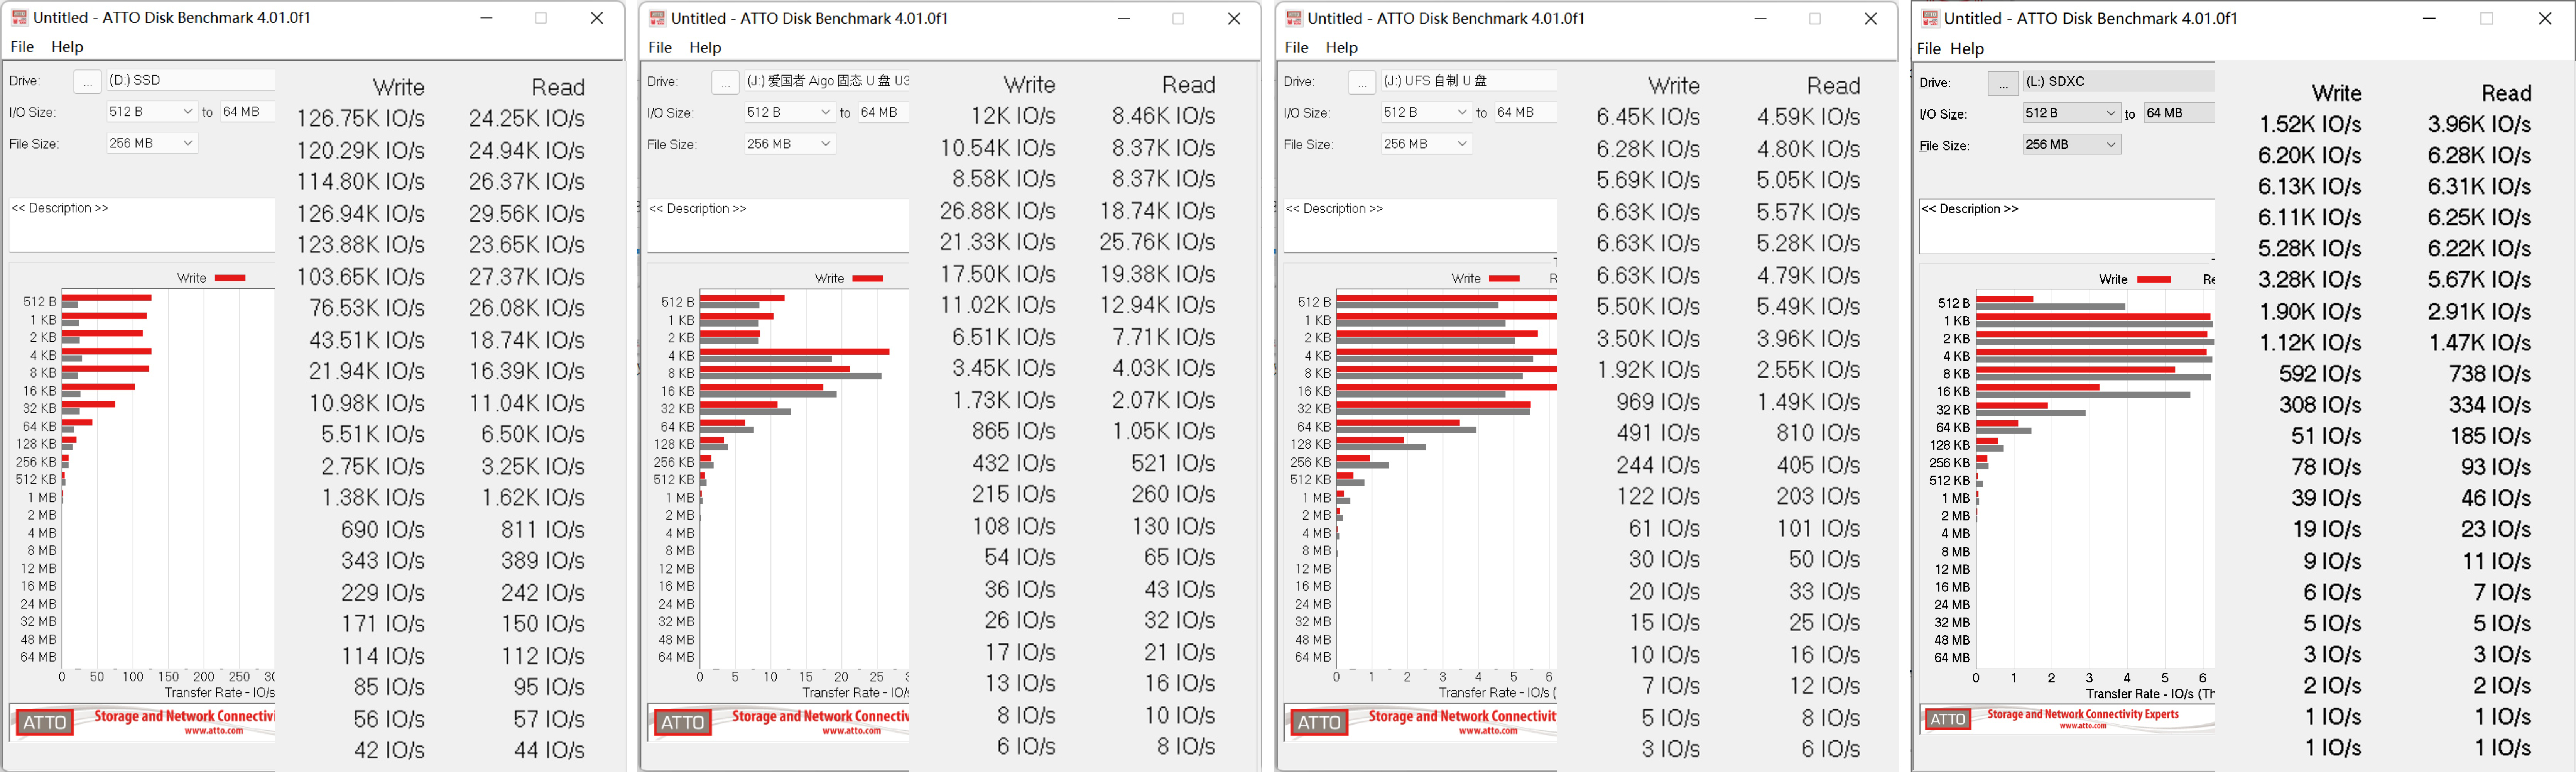 Untitled - ATTO Disk Benchmark 4.01.0f1
File Help
Drive: ... (D:) SSD
I/O Size: 512 B to 64 MB
File Size: 256 MB
<< Description >>
Write
512 B
1 KB
2 KB
4 KB
8 KB
16 KB
32 KB
64 KB
128 KB
256 KB
512 KB
1 MB
2 MB
4 MB
8 MB
12 MB
16 MB
24 MB
32 MB
48 MB
64 MB
0 50 100 150 200 250
Transfer Rate - IO/s
ATTO Storage and Network
www.atto.com
Write Read
126.75K IO/s 24.25K IO/s
120.29K IO/s 24.94K IO/s
114.80K IO/s 26.37K IO/s
126.94K IO/s 29.56K IO/s
123.88K IO/s 23.65K IO/s
103.65K IO/s 27.37K IO/s
76.53K IO/s 26.08K IO/s
43.51K IO/s 18.74K IO/s
21.94K IO/s 16.39K IO/s
10.98K IO/s 11.04K IO/s
5.51K IO/s 6.50K IO/s
2.75K IO/s 3.25K IO/s
1.38K IO/s 1.62K IO/s
690 IO/s 811 IO/s
343 IO/s 389 IO/s
229 IO/s 242 IO/s
171 IO/s 150 IO/s
114 IO/s 112 IO/s
85 IO/s 95 IO/s
56 IO/s 57 IO/s
42 IO/s 44 IO/s
Untitled - ATTO Disk Benchmark 4.01.0f1
File Help
Drive: ... (J:) 爱国者 Aigo 固态 U 盘 U3
I/O Size: 512 B to 64 MB
File Size: 256 MB
<< Description >>
Write
512 B
1 KB
2 KB
4 KB
8 KB
16 KB
32 KB
64 KB
128 KB
256 KB
512 KB
1 MB
2 MB
4 MB
8 MB
12 MB
16 MB
24 MB
32 MB
48 MB
64 MB
0 5 10 15 20 25
Transfer Rate - IO/s
ATTO Storage and Network
www.atto.com
Write Read
12K IO/s 8.46K IO/s
10.54K IO/s 8.37K IO/s
8.58K IO/s 8.37K IO/s
26.88K IO/s 18.74K IO/s
21.33K IO/s 25.76K IO/s
17.50K IO/s 19.38K IO/s
11.02K IO/s 12.94K IO/s
6.51K IO/s 7.71K IO/s
3.45K IO/s 4.03K IO/s
1.73K IO/s 2.07K IO/s
865 IO/s 1.05K IO/s
432 IO/s 521 IO/s
215 IO/s 260 IO/s
108 IO/s 130 IO/s
54 IO/s 65 IO/s
36 IO/s 43 IO/s
26 IO/s 32 IO/s
17 IO/s 21 IO/s
13 IO/s 16 IO/s
8 IO/s 10 IO/s
6 IO/s 8 IO/s
Untitled - ATTO Disk Benchmark 4.01.0f1
File Help
Drive: ... (J:) UFS 自制 U 盘
I/O Size: 512 B to 64 MB
File Size: 256 MB
<< Description >>
Write
512 B
1 KB
2 KB
4 KB
8 KB
16 KB
32 KB
64 KB
128 KB
256 KB
512 KB
1 MB
2 MB
4 MB
8 MB
12 MB
16 MB
24 MB
32 MB
48 MB
64 MB
0 1 2 3 4 5 6
Transfer Rate - IO/s (
ATTO Storage and Network Connectivity
www.atto.com
Write Read
6.45K IO/s 4.59K IO/s
6.28K IO/s 4.80K IO/s
5.69K IO/s 5.05K IO/s
6.63K IO/s 5.57K IO/s
6.63K IO/s 5.28K IO/s
6.63K IO/s 4.79K IO/s
5.50K IO/s 5.49K IO/s
3.50K IO/s 3.96K IO/s
1.92K IO/s 2.55K IO/s
969 IO/s 1.49K IO/s
491 IO/s 810 IO/s
244 IO/s 405 IO/s
122 IO/s 203 IO/s
61 IO/s 101 IO/s
30 IO/s 50 IO/s
20 IO/s 33 IO/s
15 IO/s 25 IO/s
10 IO/s 16 IO/s
7 IO/s 12 IO/s
5 IO/s 8 IO/s
3 IO/s 6 IO/s
Untitled - ATTO Disk Benchmark 4.01.0f1
File Help
Drive: ... (L:) SDXC
I/O Size: 512 B to 64 MB
File Size: 256 MB
<< Description >>
Write Re
512 B
1 KB
2 KB
4 KB
8 KB
16 KB
32 KB
64 KB
128 KB
256 KB
512 KB
1 MB
2 MB
4 MB
8 MB
12 MB
16 MB
24 MB
32 MB
48 MB
64 MB
0 1 2 3 4 5 6
Transfer Rate - IO/s (Th
ATTO Storage and Network Connectivity Experts
www.atto.com
Write Read
1.52K IO/s 3.96K IO/s
6.20K IO/s 6.28K IO/s
6.13K IO/s 6.31K IO/s
6.11K IO/s 6.25K IO/s
5.28K IO/s 6.22K IO/s
3.28K IO/s 5.67K IO/s
1.90K IO/s 2.91K IO/s
1.12K IO/s 1.47K IO/s
592 IO/s 738 IO/s
308 IO/s 334 IO/s
51 IO/s 185 IO/s
78 IO/s 93 IO/s
39 IO/s 46 IO/s
19 IO/s 23 IO/s
9 IO/s 11 IO/s
6 IO/s 7 IO/s
5 IO/s 5 IO/s
3 IO/s 3 IO/s
2 IO/s 2 IO/s
1 IO/s 1 IO/s
1 IO/s 1 IO/s